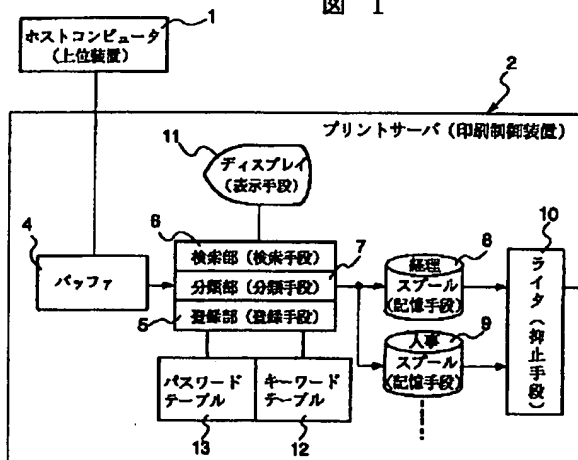 図 1
1
ホストコンピュータ
(上位装置)
2
プリントサーバ (印刷制御装置)
11
ディスプレイ
(表示手段)
6
検索部 (検索手段)
7
4
バッファ
分類部 (分類手段)
5
登録部 (登録手段)
8
経理
スプール
(記憶手段)
10
ライタ (抑止手段)
9
人事
スプール
(記憶手段)
パスワード
テーブル
キーワード
テーブル
13
12